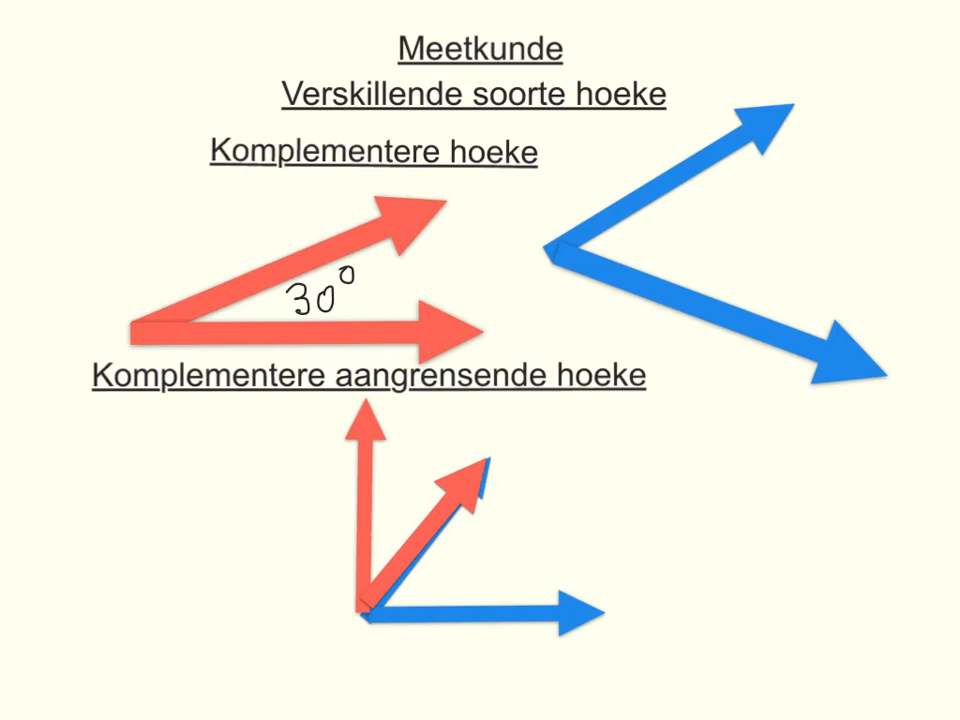 Meetkunde
Verskillende soorte hoeke
Komplementere hoeke
30°
Komplementere aangrensende hoeke